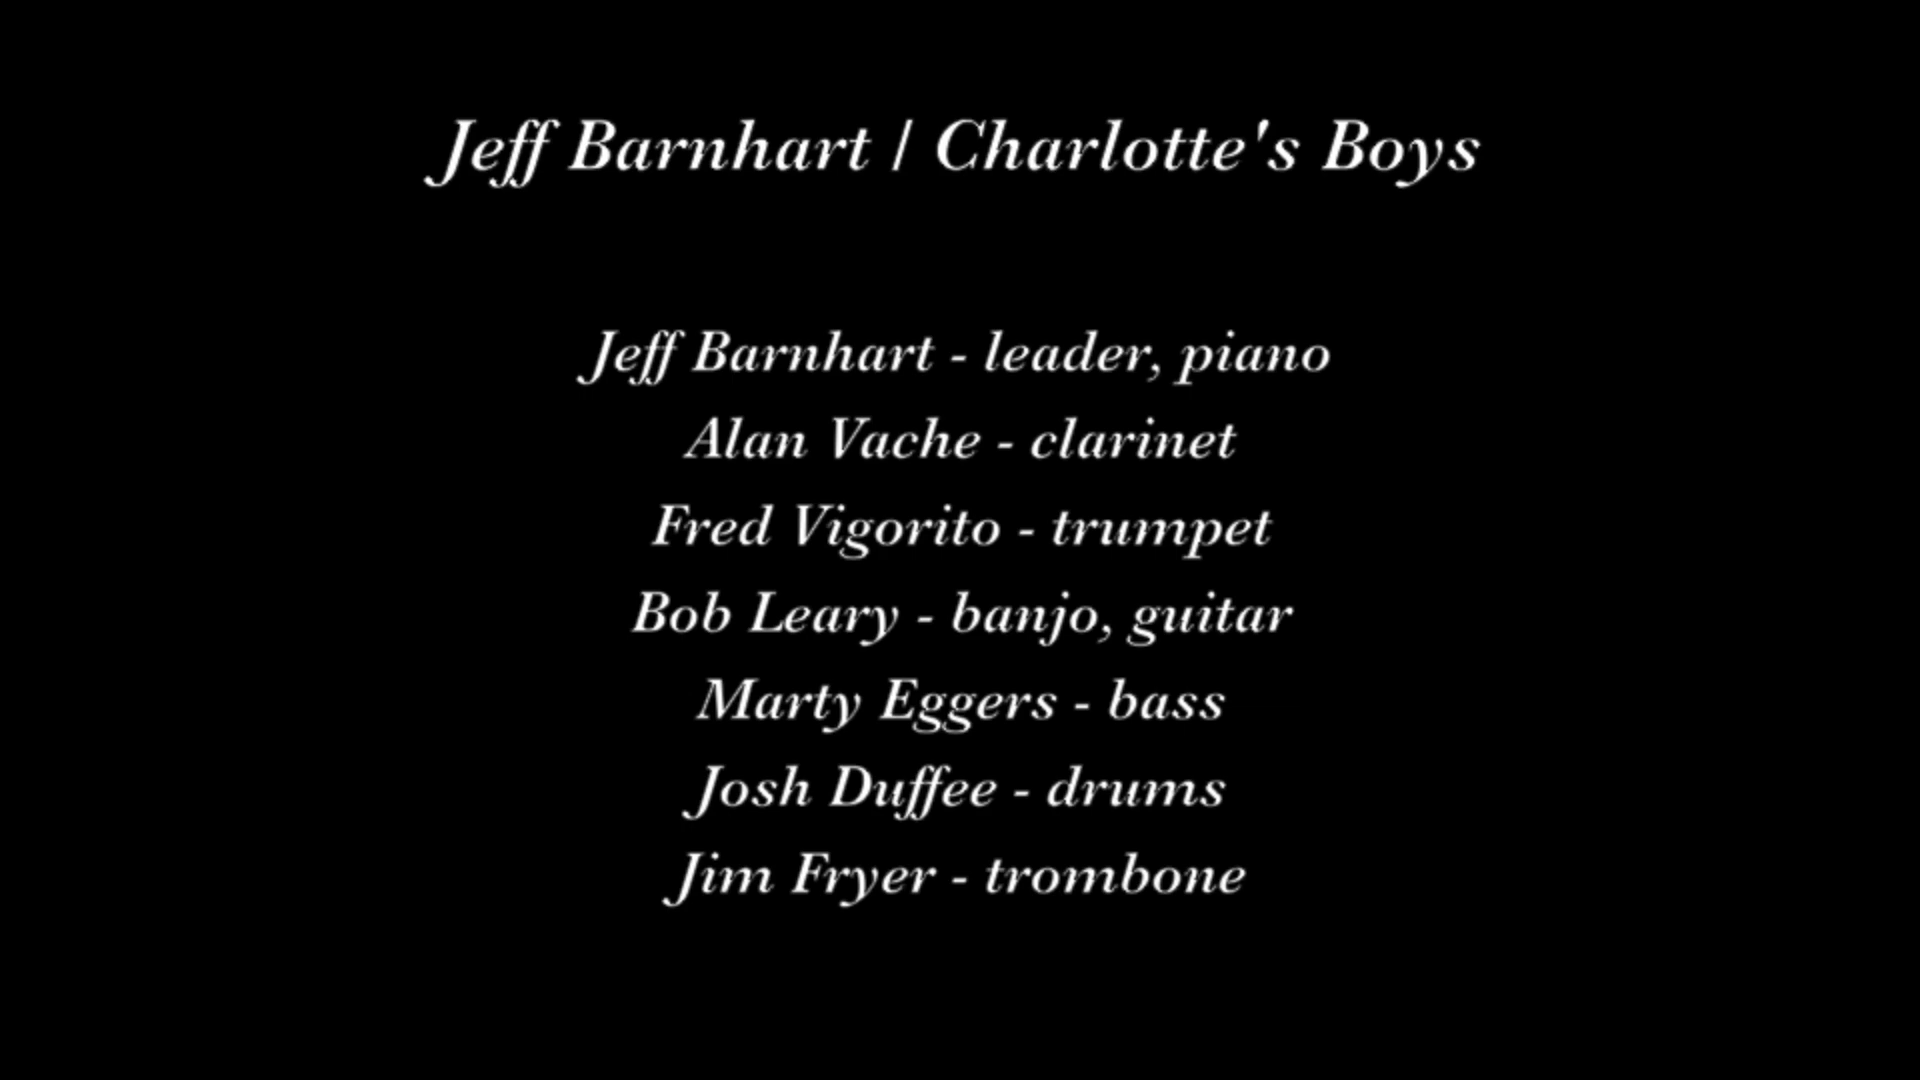 Jeff Barnhart / Charlotte's Boys
Jeff Barnhart - leader, piano
Alan Vache - clarinet
Fred Vigorito - trumpet
Bob Leary - banjo, guitar
Marty Eggers - bass
Josh Duffee - drums
Jim Fryer - trombone